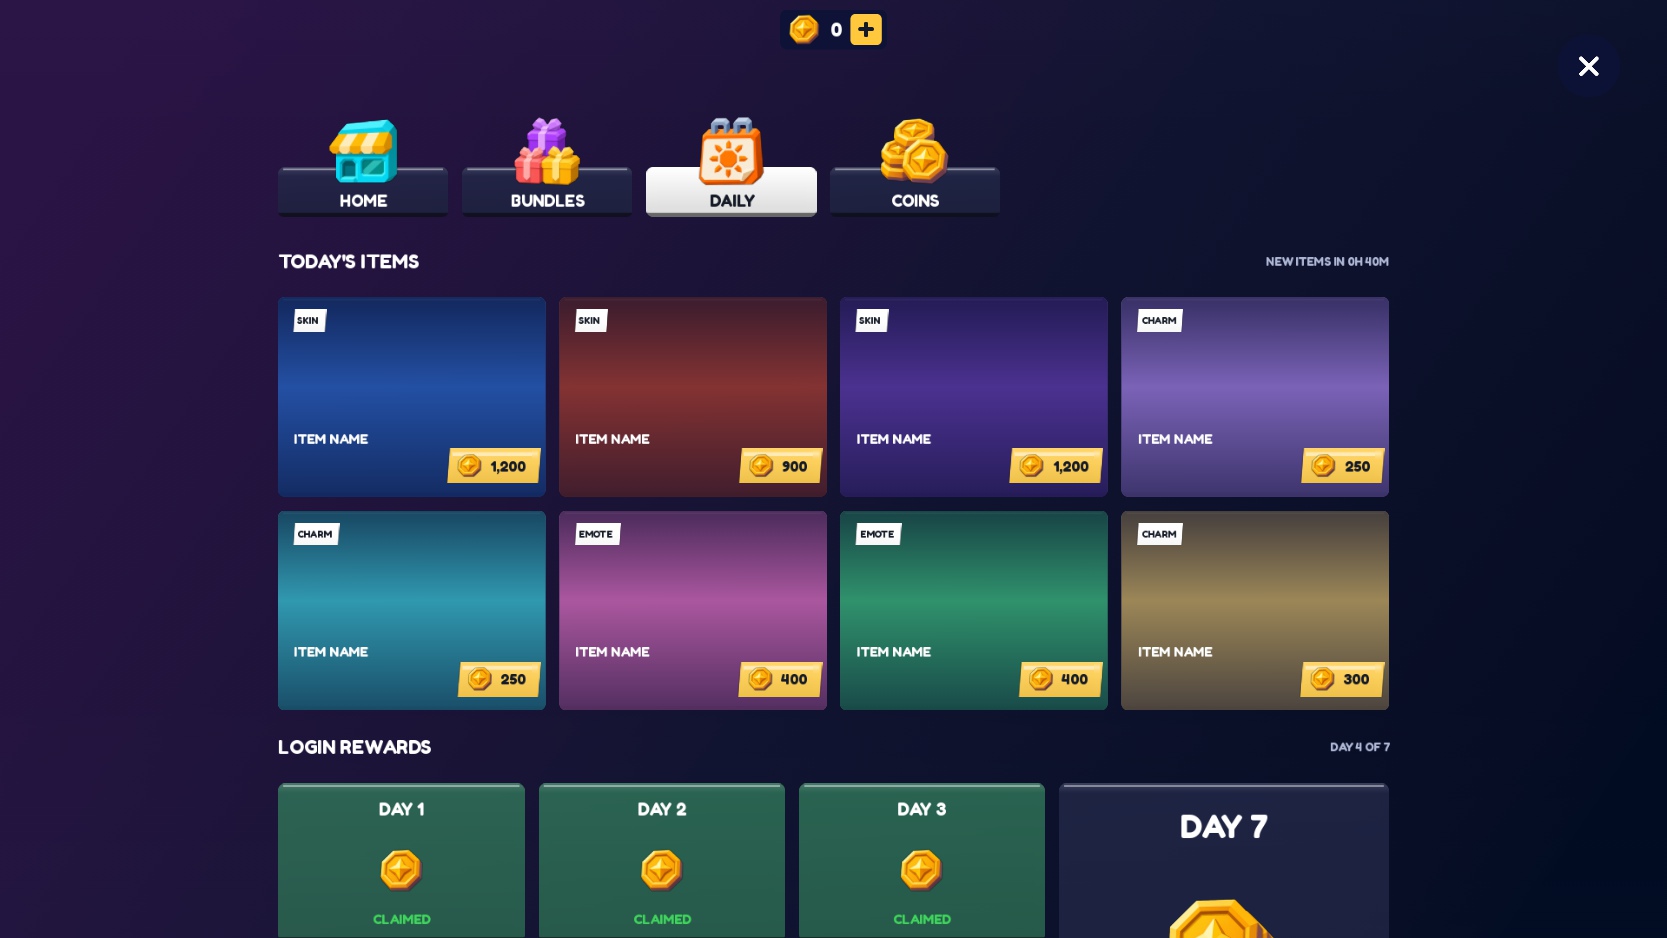 0
HOME
BUNDLES
DAILY
COINS
TODAY'S ITEMS
NEW ITEMS IN 0H 40M
SKIN
ITEM NAME
1,200
SKIN
ITEM NAME
900
SKIN
ITEM NAME
1,200
CHARM
ITEM NAME
250
CHARM
ITEM NAME
250
EMOTE
ITEM NAME
400
EMOTE
ITEM NAME
400
CHARM
ITEM NAME
300
LOGIN REWARDS
DAY 4 OF 7
DAY 1
CLAIMED
DAY 2
CLAIMED
DAY 3
CLAIMED
DAY 7